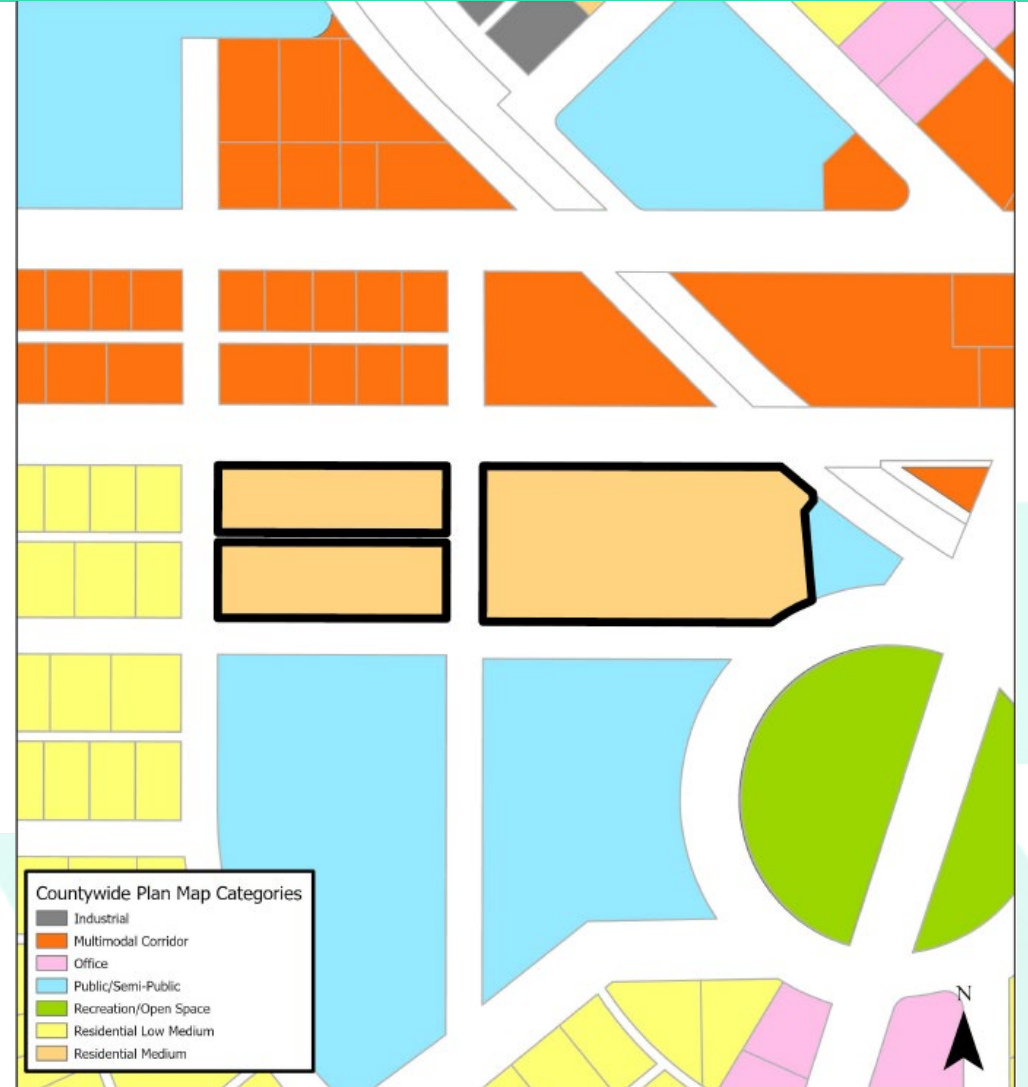 Countywide Plan Map Categories
Industrial
Multimodal Corridor
Office
Public/Semi-Public
Recreation/Open Space
Residential Low Medium
Residential Medium
N